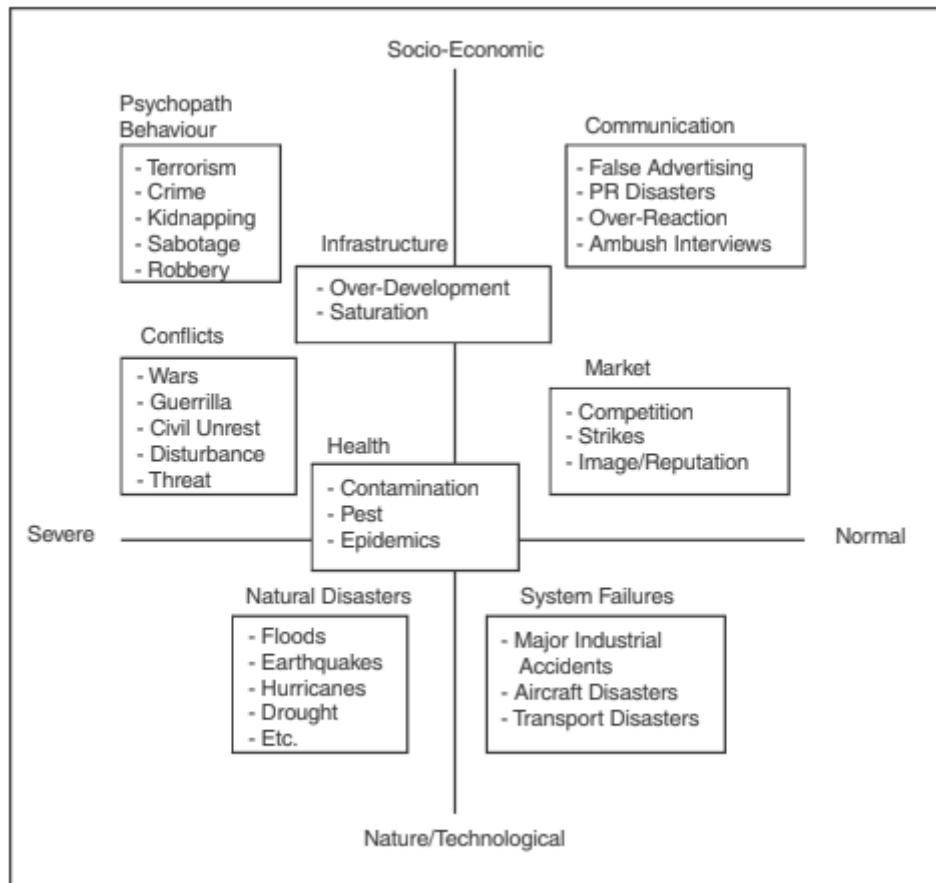 Socio-Economic
Psychopath
Behaviour
- Terrorism
- Crime
- Kidnapping
- Sabotage
- Robbery
Communication
- False Advertising
- PR Disasters
- Over-Reaction
- Ambush Interviews
Infrastructure
- Over-Development
- Saturation
Conflicts
- Wars
- Guerrilla
- Civil Unrest
- Disturbance
- Threat
Market
- Competition
- Strikes
- Image/Reputation
Health
- Contamination
- Pest
- Epidemics
Severe
Normal
Natural Disasters
- Floods
- Earthquakes
- Hurricanes
- Drought
- Etc.
System Failures
- Major Industrial
Accidents
- Aircraft Disasters
- Transport Disasters
Nature/Technological